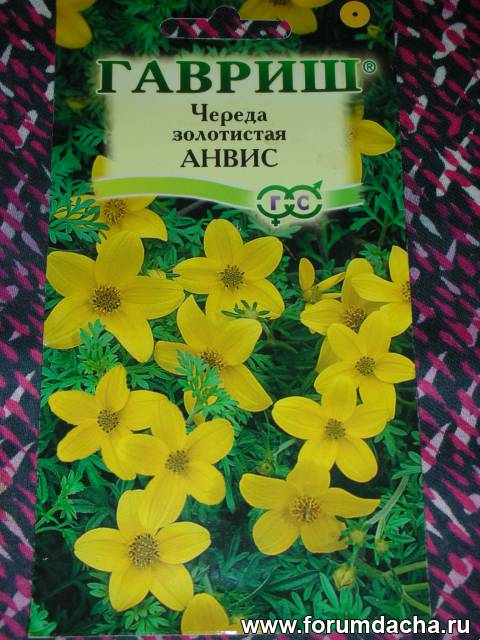 ГАВРИШ®
Череда
золотистая
АНВИС
Г С
www.forumdacha.ru